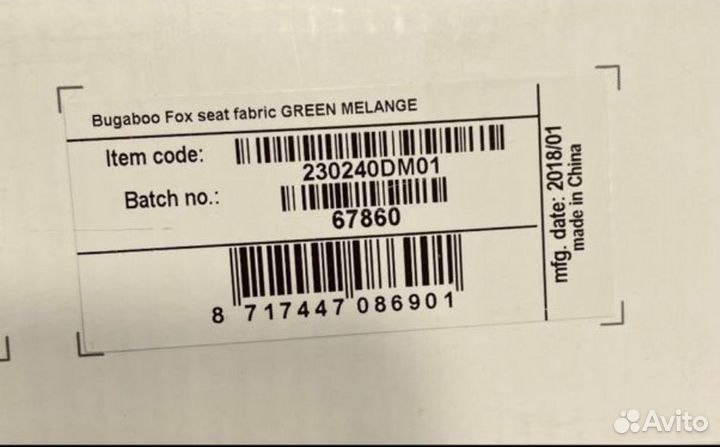 Bugaboo Fox seat fabric GREEN MELANGE
Item code:
230240DM01
Batch no.:
67860
8 717447 086901
mfg. date: 2018/01
made in China
Avito